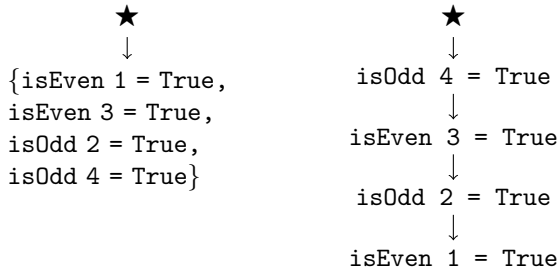 ★
↓
{isEven 1 = True,
isEven 3 = True,
isOdd 2 = True,
isOdd 4 = True}
★
↓
isOdd 4 = True
↓
isEven 3 = True
↓
isOdd 2 = True
↓
isEven 1 = True